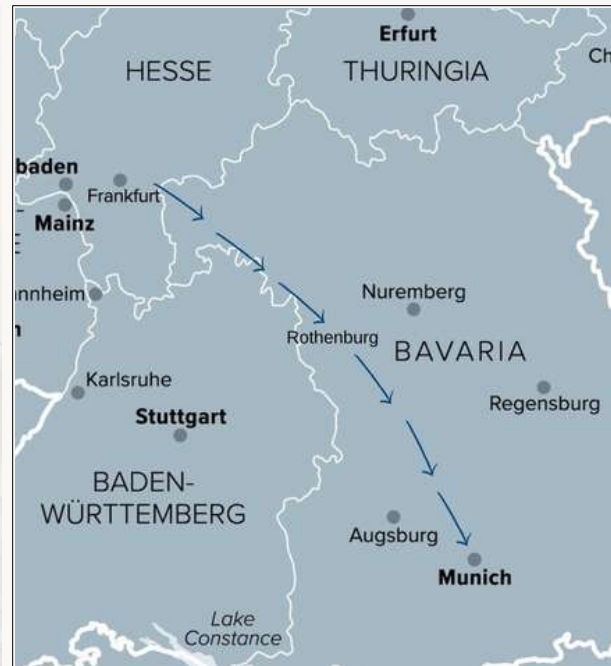 Erfurt
HESSE
THURINGIA
Ch
baden
Frankfurt
Mainz
E
nnheim
Nuremberg
n
Rothenburg
BAVARIA
Karlsruhe
Regensburg
Stuttgart
BADEN-
WÜRTTEMBERG
Augsburg
Munich
Lake
Constance